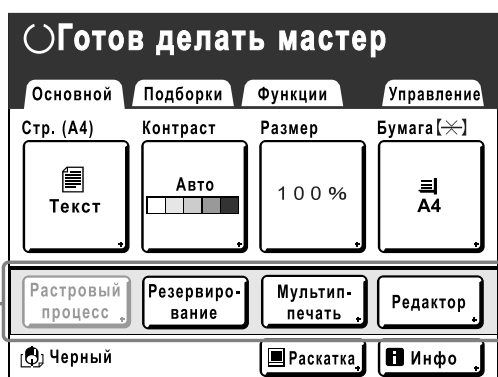 Готов делать мастер
Основной Подборки Функции Управление
Стр. (А4) Контраст Размер Бумага
Текст Авто 100% А4
Растровый процесс Резервиро-вание Мультип-печать Редактор
Черный Раскатка Инфо